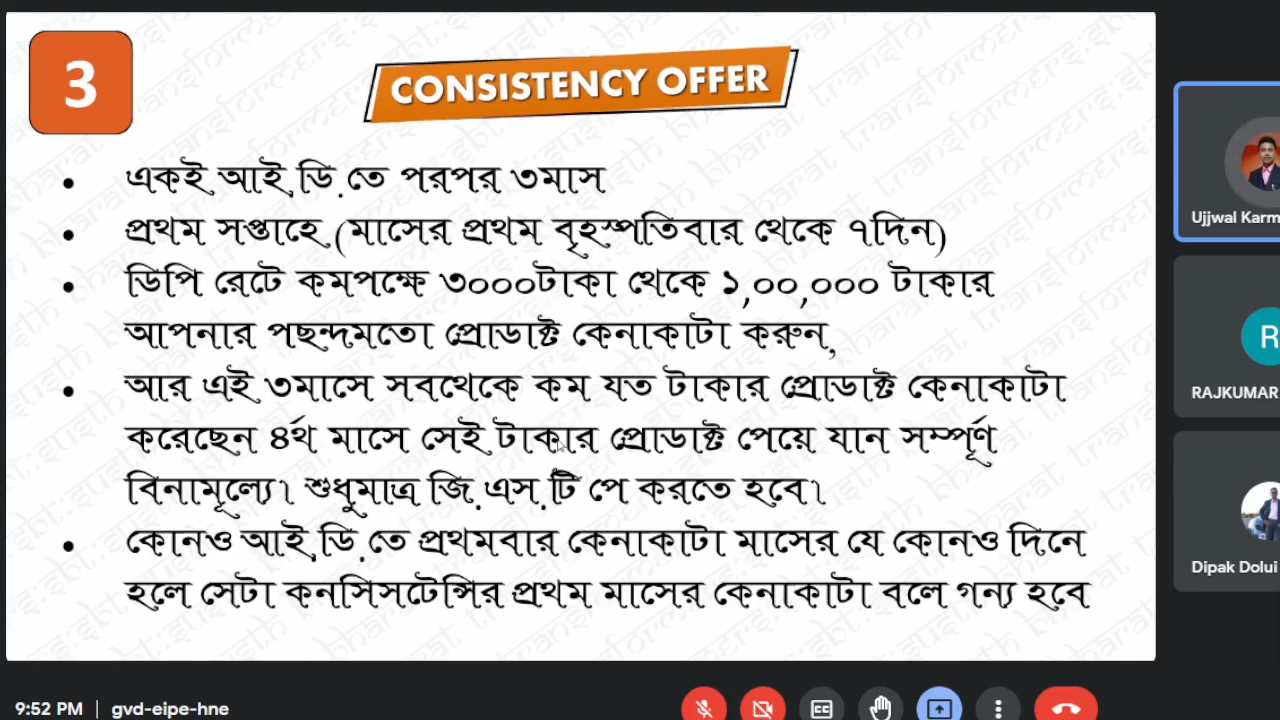 3
CONSISTENCY OFFER
• একই আই.ডি.তে পরপর ৩মাস
• প্রথম সপ্তাহে (মাসের প্রথম বৃহস্পতিবার থেকে ৭দিন)
• ডিপি রেটে কমপক্ষে ৩০০০টাকা থেকে ১,০০,০০০ টাকার
আপনার পছন্দমতো প্রোডাক্ট কেনাকাটা করুন,
• আর এই ৩মাসে সবথেকে কম যত টাকার প্রোডাক্ট কেনাকাটা
করেছেন ৪র্থ মাসে সেই টাকার প্রোডাক্ট পেয়ে যান সম্পূর্ণ
বিনামূল্যে। শুধুমাত্র জি.এস.টি পে করতে হবে।
• কোনও আই.ডি.তে প্রথমবার কেনাকাটা মাসের যে কোনও দিনে
হলে সেটা কনসিসটেন্সির প্রথম মাসের কেনাকাটা বলে গন্য হবে
Ujjwal Karm
R
RAJKUMAR
Dipak Dolui
9:52 PM | gvd-eipe-hne